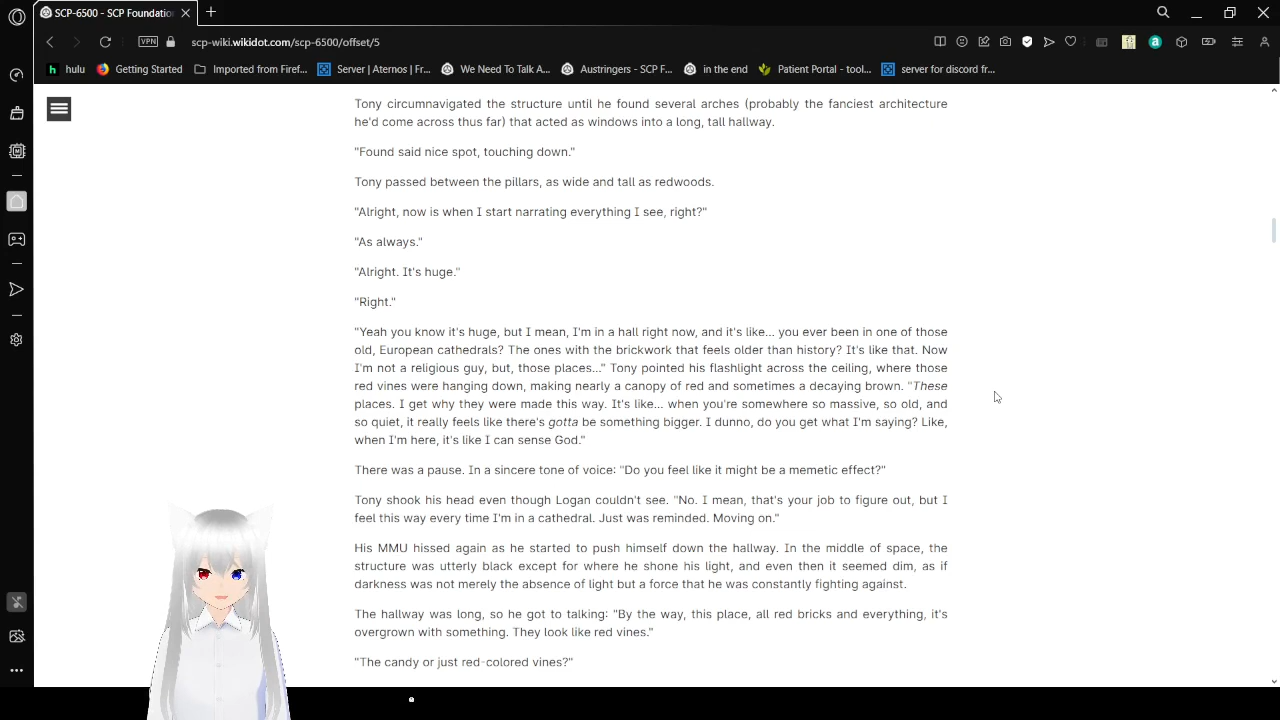 SCP-6500 - SCP Foundatio
VPN
scp-wiki.wikidot.com/scp-6500/offset/5
hulu
Getting Started
Imported from Firef...
Server | Aternos | Fr...
We Need To Talk A...
Austringers - SCP F...
in the end
Patient Portal - tool...
server for discord fr...
Tony circumnavigated the structure until he found several arches (probably the fanciest architecture
he'd come across thus far) that acted as windows into a long, tall hallway.
"Found said nice spot, touching down."
Tony passed between the pillars, as wide and tall as redwoods.
"Alright, now is when I start narrating everything I see, right?"
"As always."
"Alright. It's huge."
"Right."
"Yeah you know it's huge, but I mean, I'm in a hall right now, and it's like... you ever been in one of those
old, European cathedrals? The ones with the brickwork that feels older than history? It's like that. Now
I'm not a religious guy, but, those places..." Tony pointed his flashlight across the ceiling, where those
red vines were hanging down, making nearly a canopy of red and sometimes a decaying brown. "These
places. I get why they were made this way. It's like... when you're somewhere so massive, so old, and
so quiet, it really feels like there's gotta be something bigger. I dunno, do you get what I'm saying? Like,
when I'm here, it's like I can sense God."
There was a pause. In a sincere tone of voice: "Do you feel like it might be a memetic effect?"
Tony shook his head even though Logan couldn't see. "No. I mean, that's your job to figure out, but I
feel this way every time I'm in a cathedral. Just was reminded. Moving on."
His MMU hissed again as he started to push himself down the hallway. In the middle of space, the
structure was utterly black except for where he shone his light, and even then it seemed dim, as if
darkness was not merely the absence of light but a force that he was constantly fighting against.
The hallway was long, so he got to talking: "By the way, this place, all red bricks and everything, it's
overgrown with something. They look like red vines."
"The candy or just red-colored vines?"